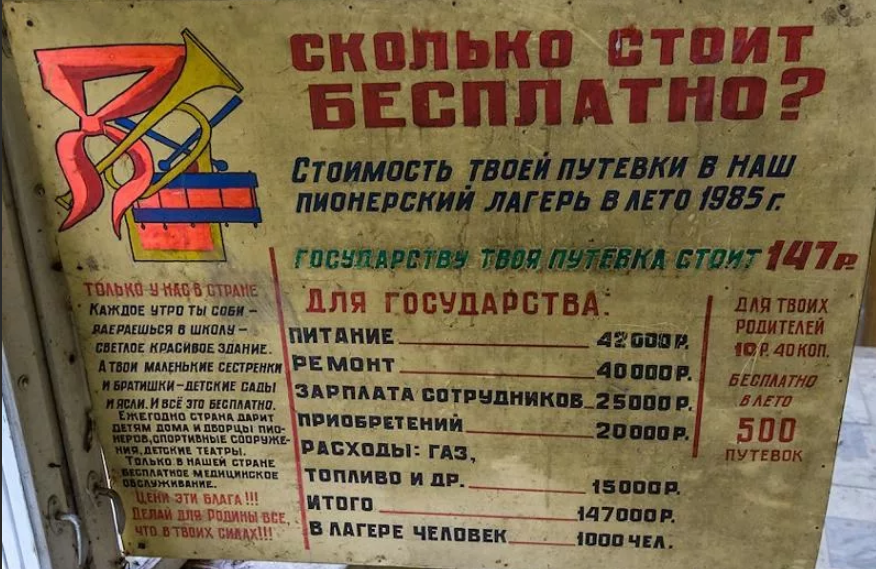 СКОЛЬКО СТОИТ
БЕСПЛАТНО?
СТОИМОСТЬ ТВОЕЙ ПУТЕВКИ В НАШ
ПИОНЕРСКИЙ ЛАГЕРЬ В ЛЕТО 1985 г.
ГОСУДАРСТВУ ТВОЯ ПУТЕВКА СТОИТ 147 Р.
ТОЛЬКО У НАС В СТРАНЕ
КАЖДОЕ УТРО ТЫ СОБИ-
РАЕРАЕШЬСЯ В ШКОЛУ –
СВЕТЛОЕ КРАСИВОЕ ЗДАНИЕ.
А ТВОИ МАЛЕНЬКИЕ СЕСТРЕНКИ
И БРАТИШКИ – ДЕТСКИЕ САДЫ
И ЯСЛИ. И ВСЁ ЭТО БЕСПЛАТНО.
ЕЖЕГОДНО СТРАНА ДАРИТ
ДЕТЯМ ДОМА И ДВОРЦЫ ПИО-
НЕРОВ, СПОРТИВНЫЕ СООРУЖЕ-
НИЯ, ДЕТСКИЕ ТЕАТРЫ.
ТОЛЬКО В НАШЕЙ СТРАНЕ
БЕСПЛАТНОЕ МЕДИЦИНСКОЕ
ОБСЛУЖИВАНИЕ.
ЦЕНИ ЭТИ БЛАГА!!!
ДЕЛАЙ ДЛЯ РОДИНЫ ВСЕ,
ЧТО В ТВОИХ СИЛАХ!!!
ДЛЯ ГОСУДАРСТВА:
ПИТАНИЕ 42000 Р.
РЕМОНТ 40000 Р.
ЗАРПЛАТА СОТРУДНИКОВ 25000 Р.
ПРИОБРЕТЕНИЙ 20000 Р.
РАСХОДЫ: ГАЗ,
ТОПЛИВО И ДР. 15000 Р.
ИТОГО 147000 Р.
В ЛАГЕРЕ ЧЕЛОВЕК 1000 ЧЕЛ.
ДЛЯ ТВОИХ
РОДИТЕЛЕЙ
10 Р. 40 КОП.
БЕСПЛАТНО
В ЛЕТО
500
ПУТЕВОК